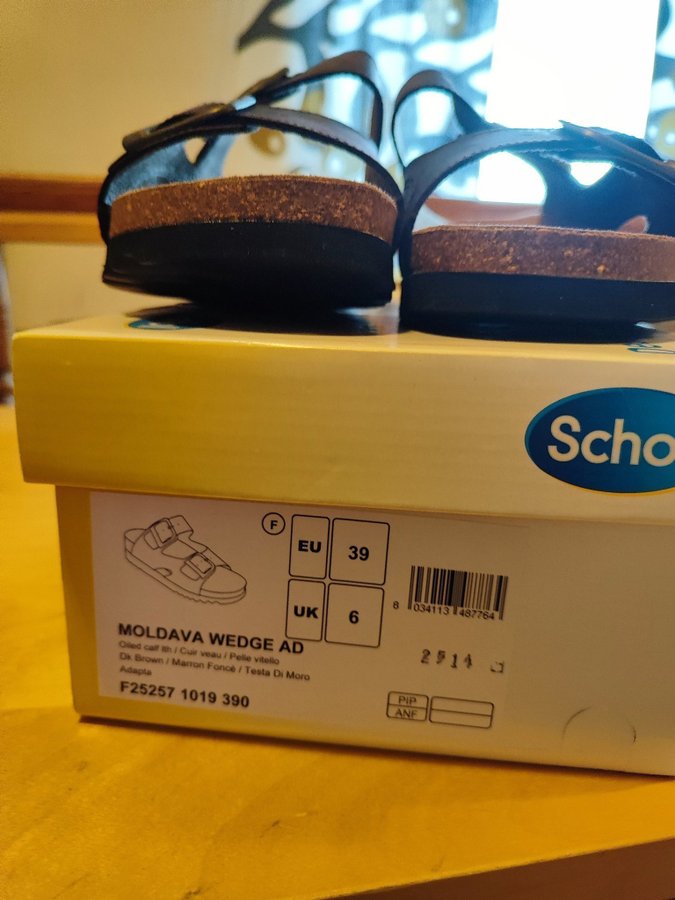 Scho
F
EU 39
UK 6
8 034113 487764
MOLDAVA WEDGE AD
Oiled calf lth / Cuir veau / Pelle vitello
Dk Brown / Marron Foncé / Testa Di Moro
Adapta
F25257 1019 390
PIP
ANF